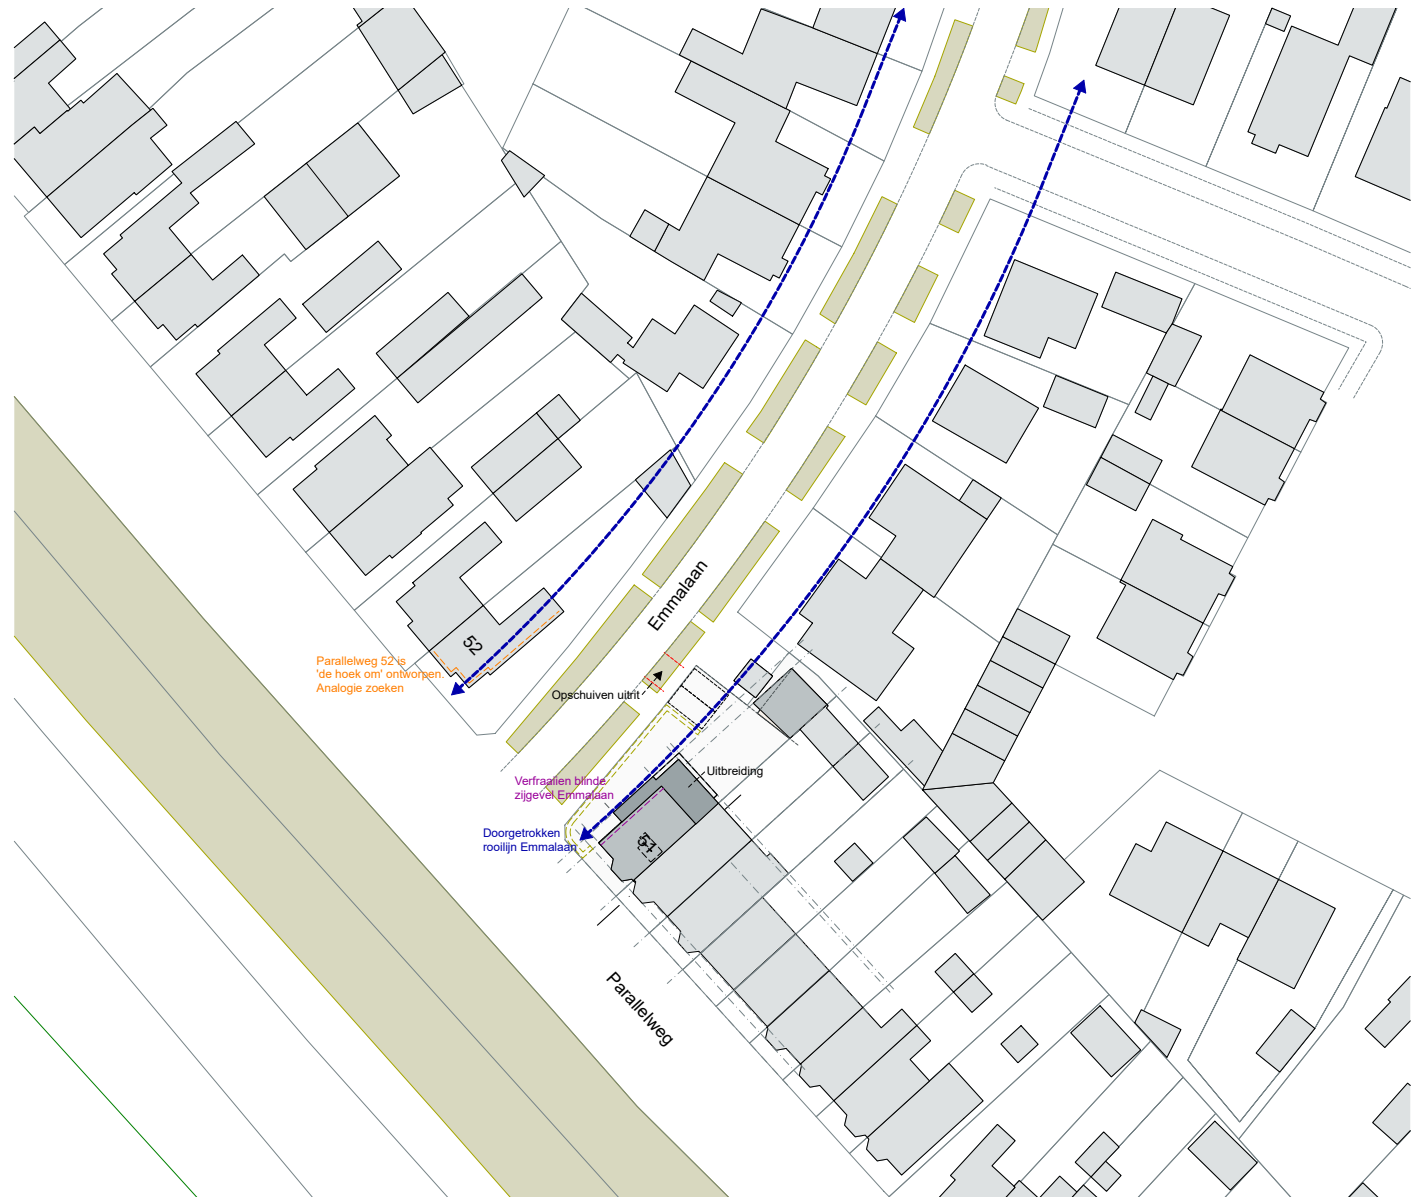 Emmalaan
52
Parallelweg 52 is
'de hoek om' ontworpen.
Analogie zoeken
Opschuiven uitrit
Uitbreiding
Verfraaiien blinde
zijgevel Emmalaan
Doorgetrokken
rooilijn Emmalaan
51
Parallelweg